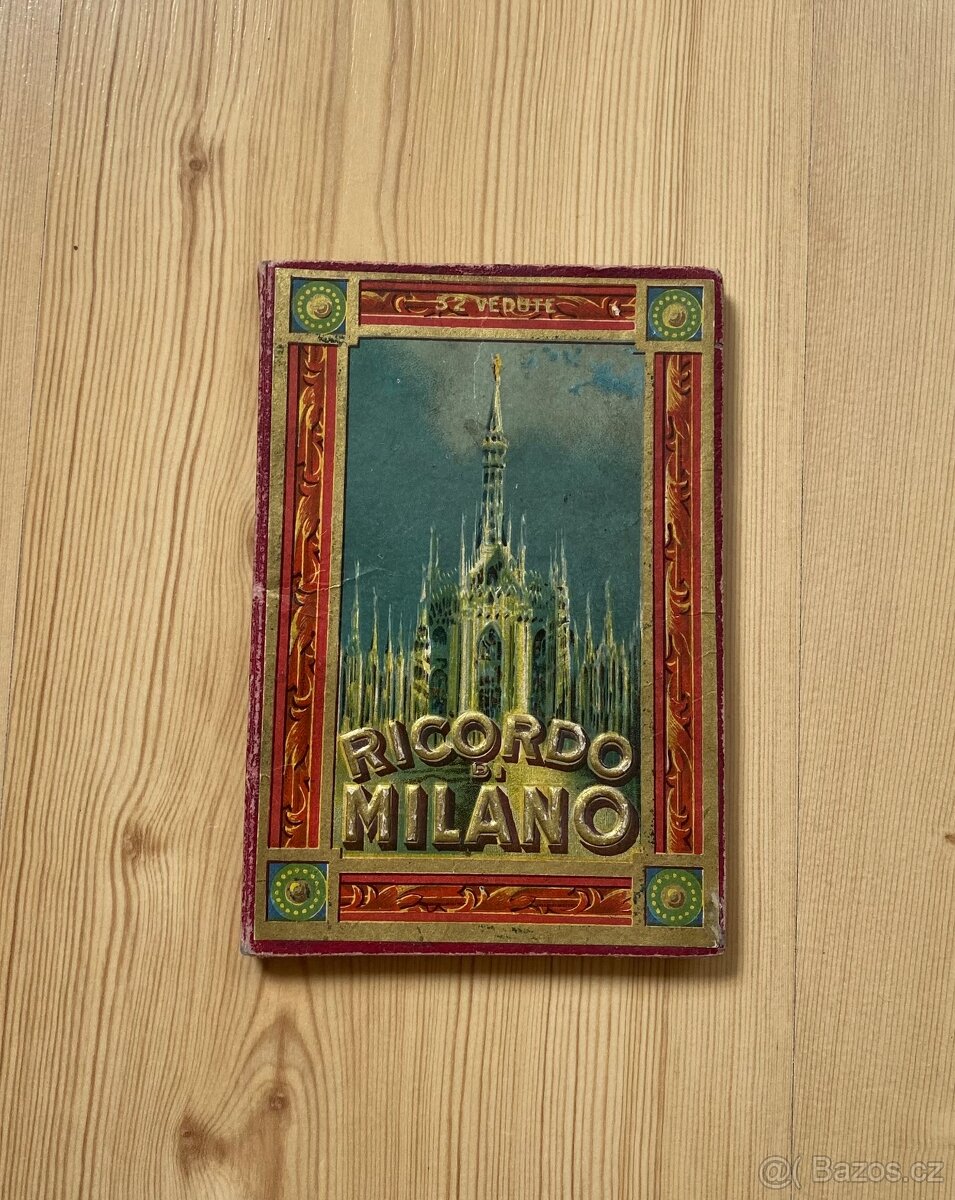 32 VEDUTE
RICORDO
DI
MILANO
@( Bazos.cz